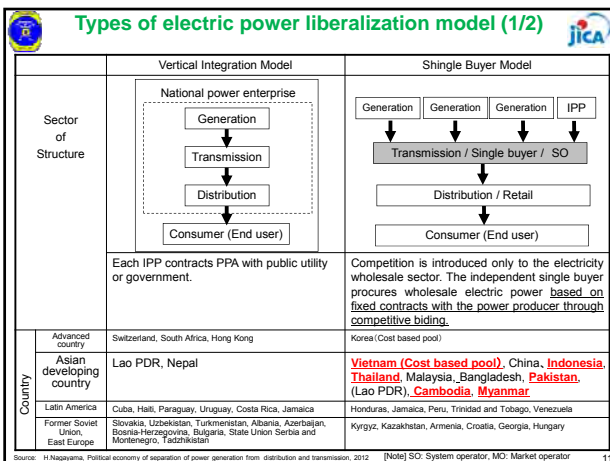 Types of electric power liberalization model (1/2)
jica
Vertical Integration Model
Shingle Buyer Model
Sector
of
Structure
National power enterprise
Generation
Transmission
Distribution
Consumer (End user)
Generation Generation Generation IPP
Transmission / Single buyer / SO
Distribution / Retail
Consumer (End user)
Each IPP contracts PPA with public utility
or government.
Competition is introduced only to the electricity
wholesale sector. The independent single buyer
procures wholesale electric power based on
fixed contracts with the power producer through
competitive biding.
Country
Advanced
country
Switzerland, South Africa, Hong Kong
Korea(Cost based pool)
Asian
developing
country
Lao PDR, Nepal
Vietnam (Cost based pool), China, Indonesia,
Thailand, Malaysia, Bangladesh, Pakistan,
(Lao PDR), Cambodia, Myanmar
Latin America
Cuba, Haiti, Paraguay, Uruguay, Costa Rica, Jamaica
Honduras, Jamaica, Peru, Trinidad and Tobago, Venezuela
Former Soviet
Union,
East Europe
Slovakia, Uzbekistan, Turkmenistan, Albania, Azerbaijan,
Bosnia-Herzegovina, Bulgaria, State Union Serbia and
Montenegro, Tadzhikistan
Kyrgyz, Kazakhstan, Armenia, Croatia, Georgia, Hungary
Source: H.Nagayama, Political economy of separation of power generation from distribution and transmission, 2012
[Note] SO: System operator, MO: Market operator
11